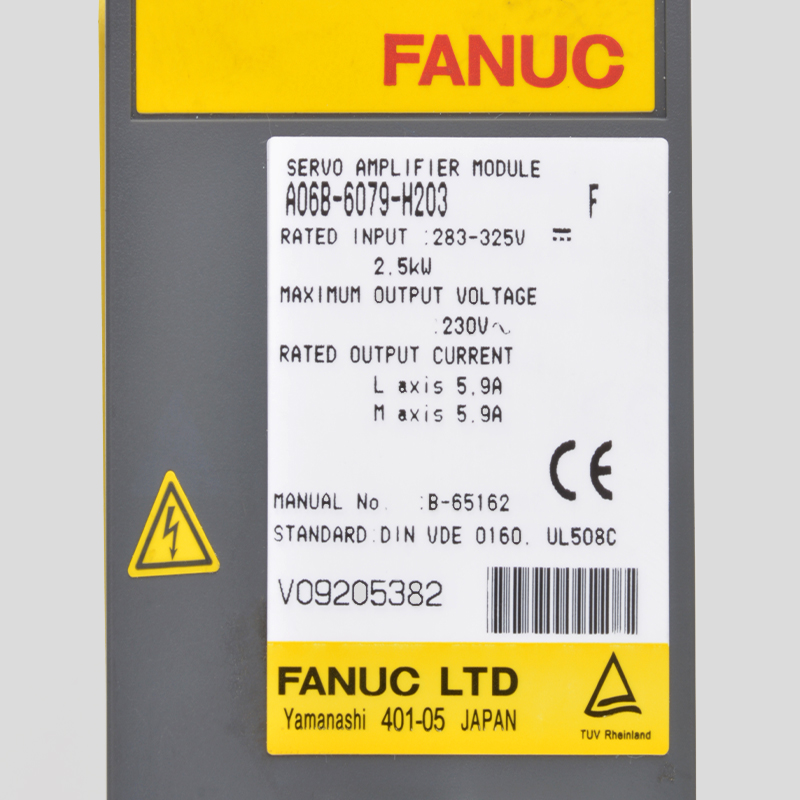 FANUC
SERVO AMPLIFIER MODULE
A06B-6079-H203 F
RATED INPUT :283-325V ⎓
2.5kW
MAXIMUM OUTPUT VOLTAGE
:230V~
RATED OUTPUT CURRENT
L axis 5.9A
M axis 5.9A
CE
MANUAL No. :B-65162
STANDARD:DIN VDE 0160. UL508C
V09205382
FANUC LTD
Yamanashi 401-05 JAPAN
TUV Rheinland